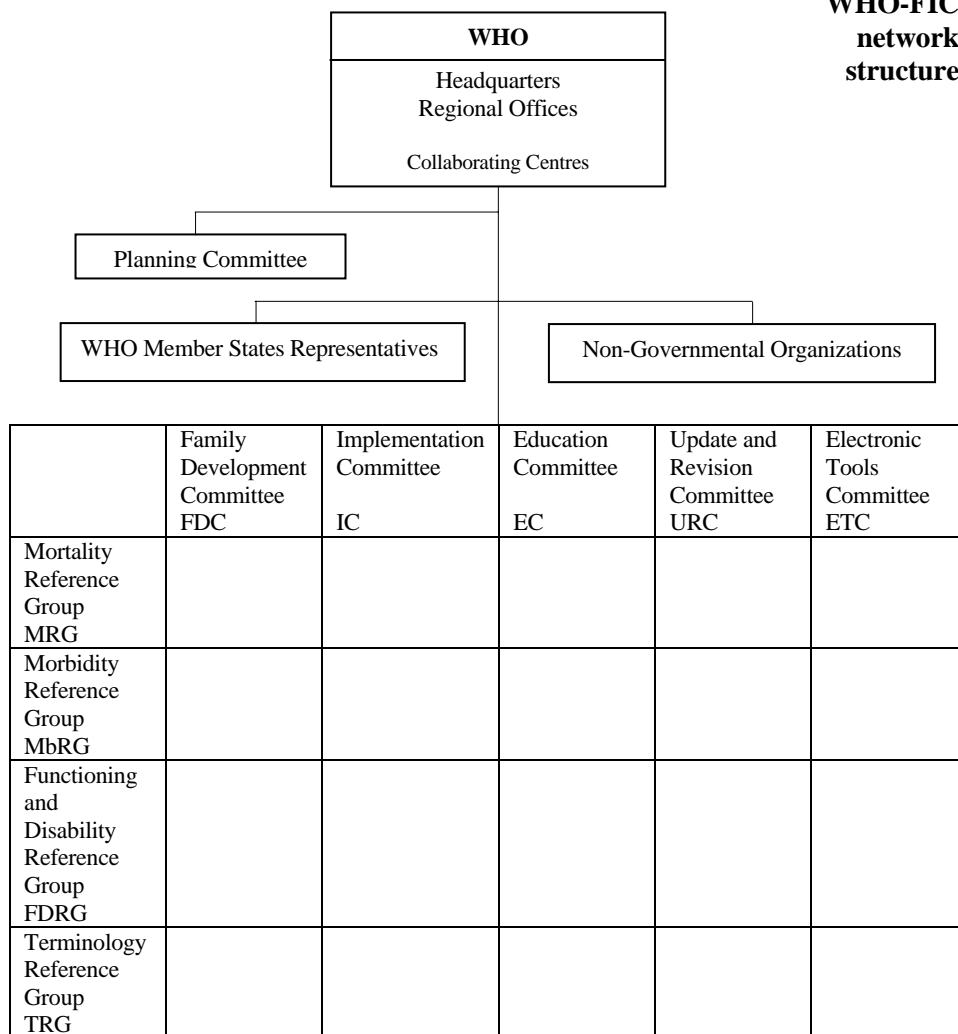 WHO-FIC
network
structure
WHO
Headquarters
Regional Offices
Collaborating Centres
Planning Committee
WHO Member States Representatives
Non-Governmental Organizations
Family
Development
Committee
FDC
Implementation
Committee
IC
Education
Committee
EC
Update and
Revision
Committee
URC
Electronic
Tools
Committee
ETC
Mortality
Reference
Group
MRG
Morbidity
Reference
Group
MbRG
Functioning
and
Disability
Reference
Group
FDRG
Terminology
Reference
Group
TRG